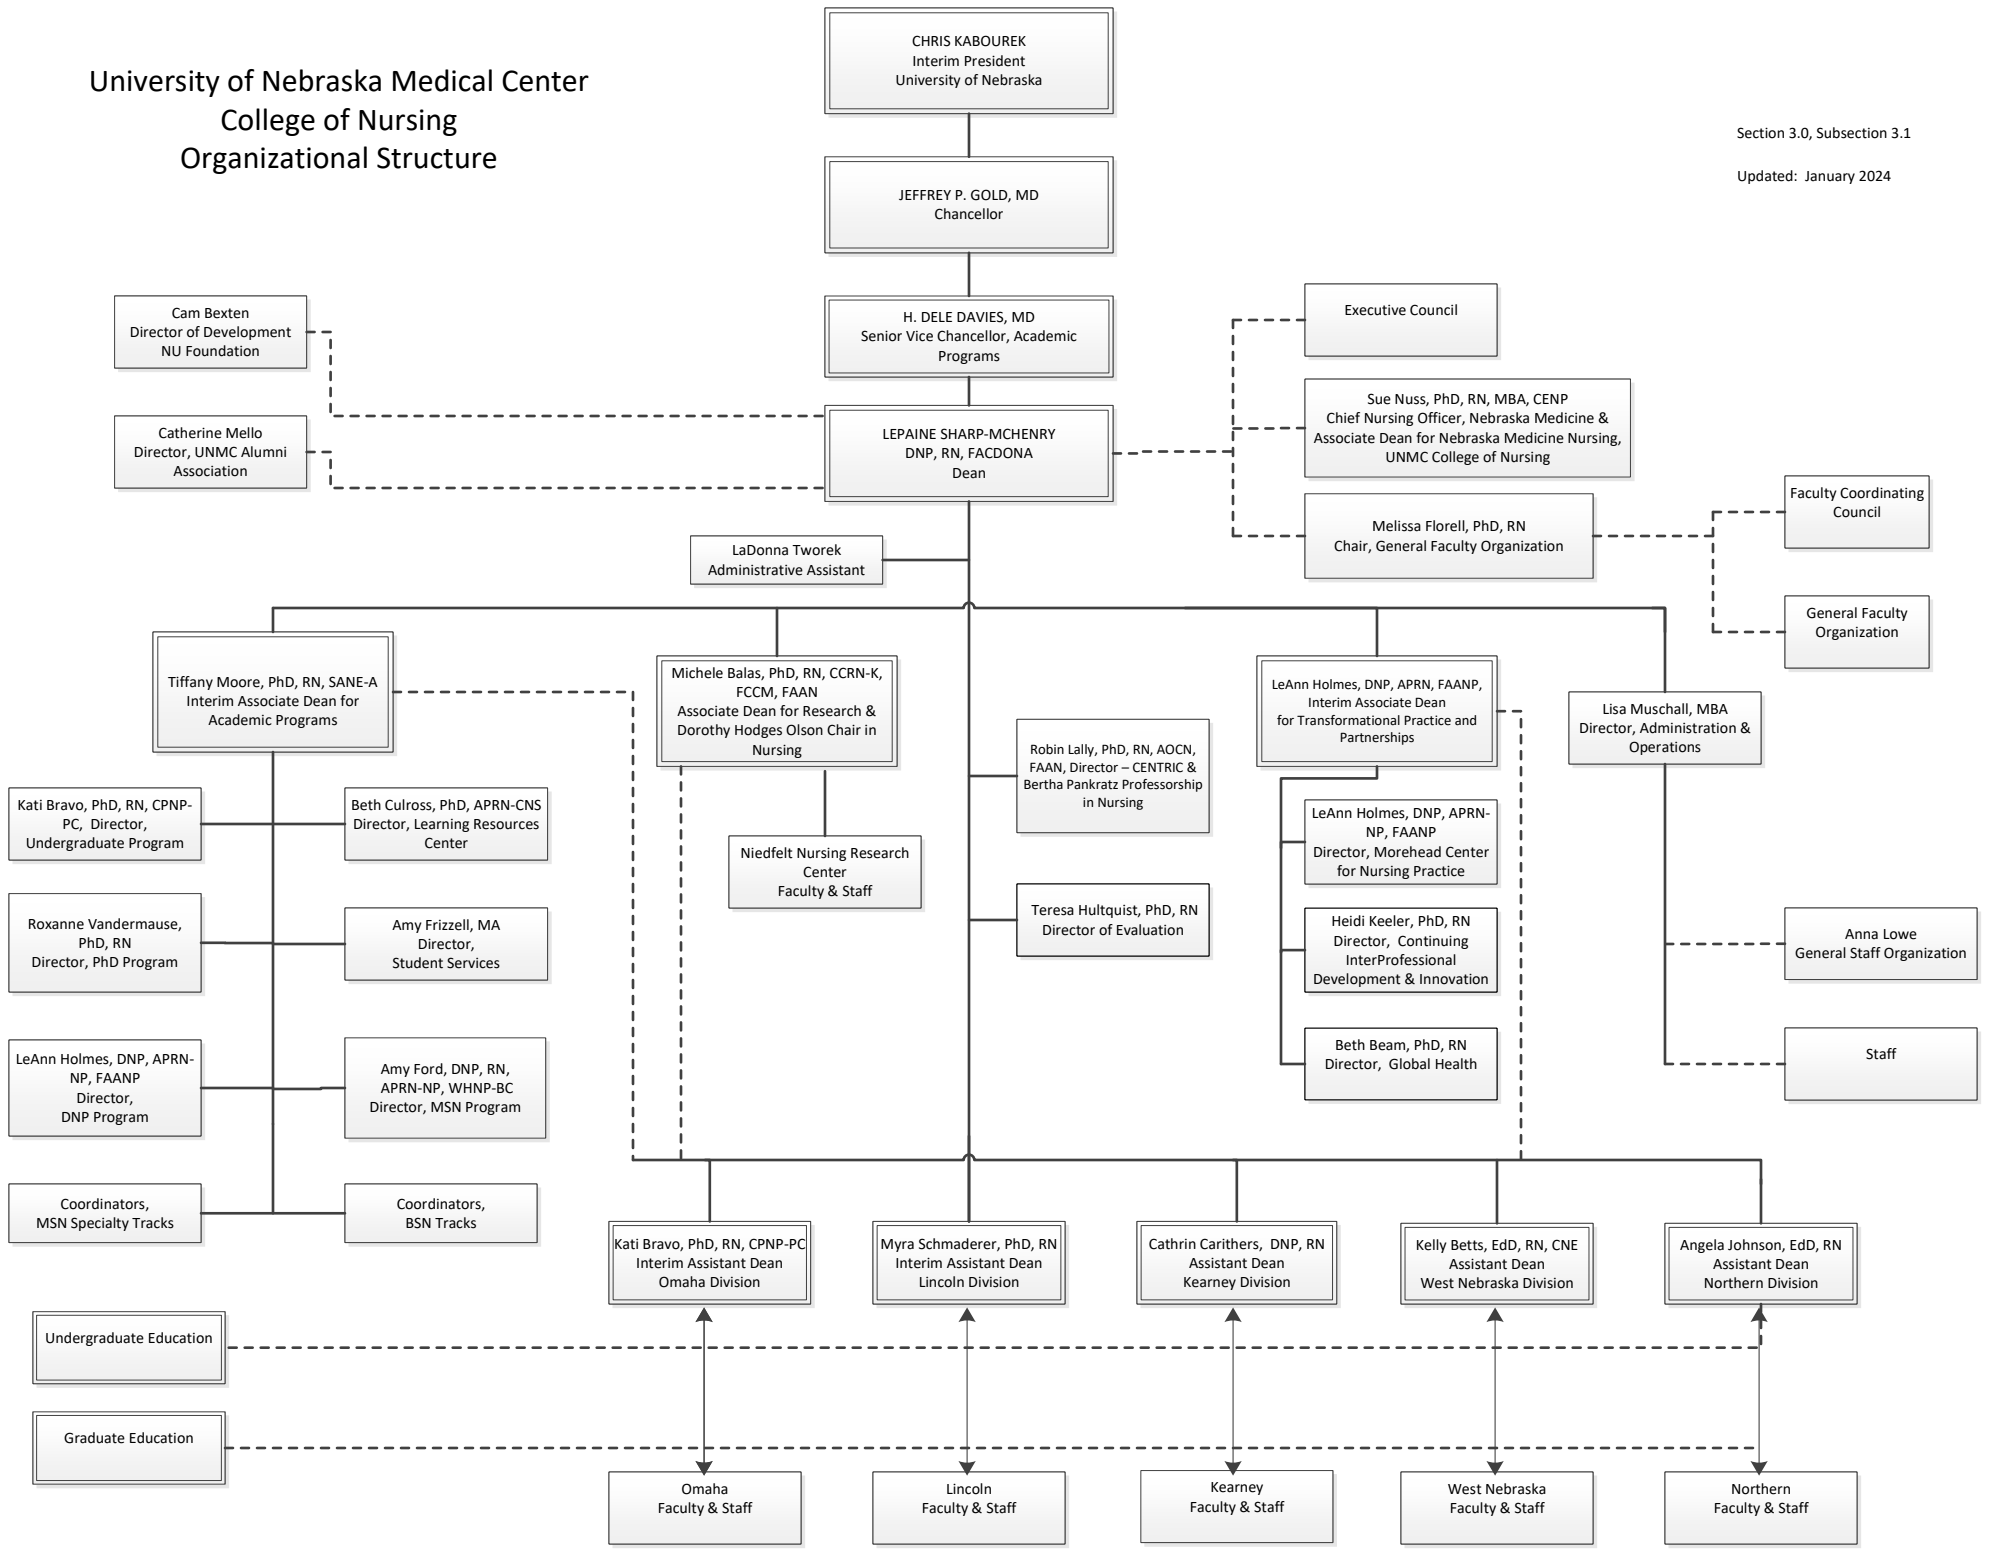 University of Nebraska Medical Center
College of Nursing
Organizational Structure
CHRIS KABOUREK
Interim President
University of Nebraska
Section 3.0, Subsection 3.1
Updated:  January 2024
JEFFREY P. GOLD, MD
Chancellor
H. DELE DAVIES, MD
Senior Vice Chancellor, Academic
Programs
Cam Bexten
Director of Development
NU Foundation
Catherine Mello
Director, UNMC Alumni
Association
LEPAINE SHARP-MCHENRY
DNP, RN, FACDONA
Dean
Executive Council
Sue Nuss, PhD, RN, MBA, CENP
Chief Nursing Officer, Nebraska Medicine &
Associate Dean for Nebraska Medicine Nursing,
UNMC College of Nursing
Melissa Florell, PhD, RN
Chair, General Faculty Organization
Faculty Coordinating
Council
General Faculty
Organization
LaDonna Tworek
Administrative Assistant
Tiffany Moore, PhD, RN, SANE-A
Interim Associate Dean for
Academic Programs
Michele Balas, PhD, RN, CCRN-K,
FCCM, FAAN
Associate Dean for Research &
Dorothy Hodges Olson Chair in
Nursing
Robin Lally, PhD, RN, AOCN,
FAAN, Director – CENTRIC &
Bertha Pankratz Professorship
in Nursing
LeAnn Holmes, DNP, APRN, FAANP,
Interim Associate Dean
for Transformational Practice and
Partnerships
Lisa Muschall, MBA
Director, Administration &
Operations
Kati Bravo, PhD, RN, CPNP-
PC,  Director,
Undergraduate Program
Beth Culross, PhD, APRN-CNS
Director, Learning Resources
Center
Niedfelt Nursing Research
Center
Faculty & Staff
LeAnn Holmes, DNP, APRN-
NP, FAANP
Director, Morehead Center
for Nursing Practice
Roxanne Vandermause,
PhD, RN
Director, PhD Program
Amy Frizzell, MA
Director,
Student Services
Teresa Hultquist, PhD, RN
Director of Evaluation
Heidi Keeler, PhD, RN
Director,  Continuing
InterProfessional
Development & Innovation
Anna Lowe
General Staff Organization
LeAnn Holmes, DNP, APRN-
NP, FAANP
Director,
DNP Program
Amy Ford, DNP, RN,
APRN-NP, WHNP-BC
Director, MSN Program
Beth Beam, PhD, RN
Director,  Global Health
Staff
Coordinators,
MSN Specialty Tracks
Coordinators,
BSN Tracks
Kati Bravo, PhD, RN, CPNP-PC
Interim Assistant Dean
Omaha Division
Myra Schmaderer, PhD, RN
Interim Assistant Dean
Lincoln Division
Cathrin Carithers,  DNP, RN
Assistant Dean
Kearney Division
Kelly Betts, EdD, RN, CNE
Assistant Dean
West Nebraska Division
Angela Johnson, EdD, RN
Assistant Dean
Northern Division
Undergraduate Education
Graduate Education
Omaha
Faculty & Staff
Lincoln
Faculty & Staff
Kearney
Faculty & Staff
West Nebraska
Faculty & Staff
Northern
Faculty & Staff